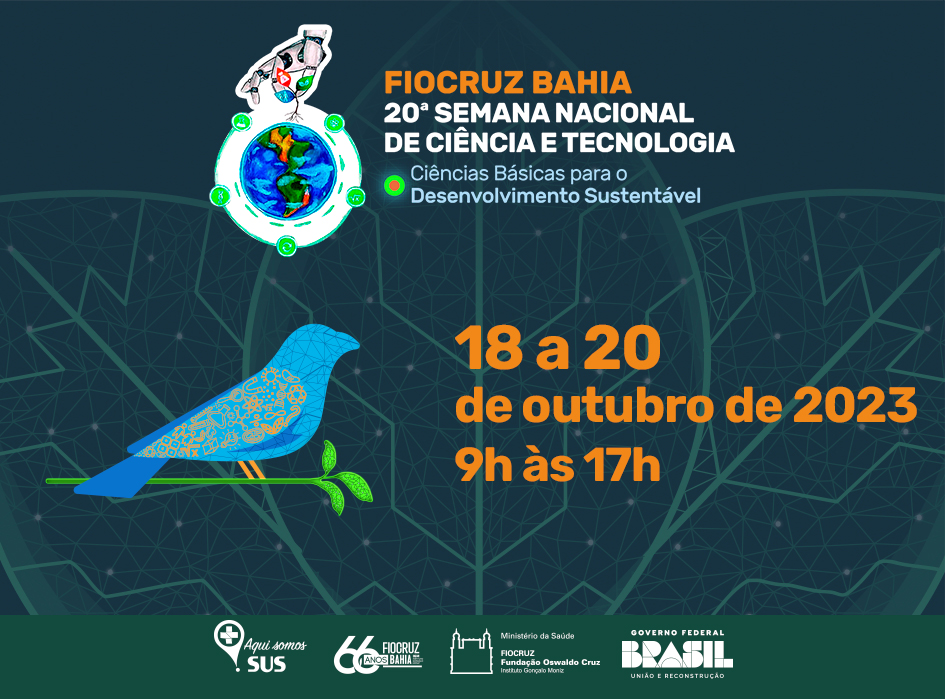 FIOCRUZ BAHIA
20ª SEMANA NACIONAL
DE CIÊNCIA E TECNOLOGIA
Ciências Básicas para o
Desenvolvimento Sustentável
18 a 20
de outubro de 2023
9h às 17h
Aqui somos
SUS
66
ANOS
FIOCRUZ
BAHIA
Ministério da Saúde
FIOCRUZ
Fundação Oswaldo Cruz
Instituto Gonçalo Moniz
GOVERNO FEDERAL
BRASIL
UNIÃO E RECONSTRUÇÃO